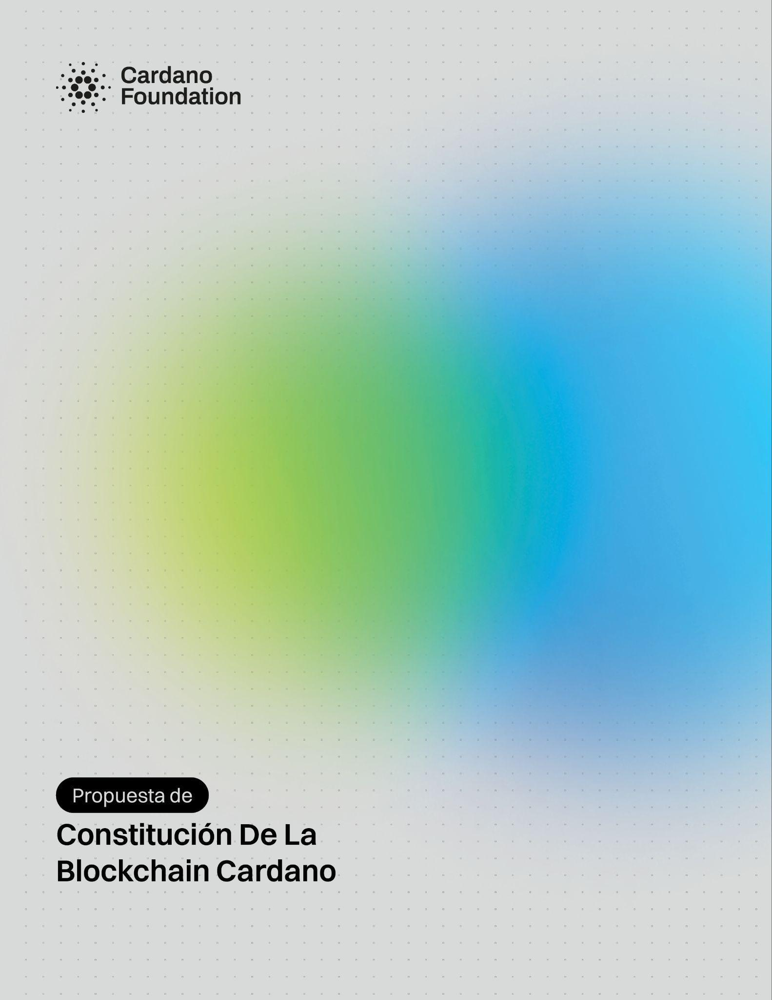 Cardano
Foundation
Propuesta de
Constitución De La
Blockchain Cardano